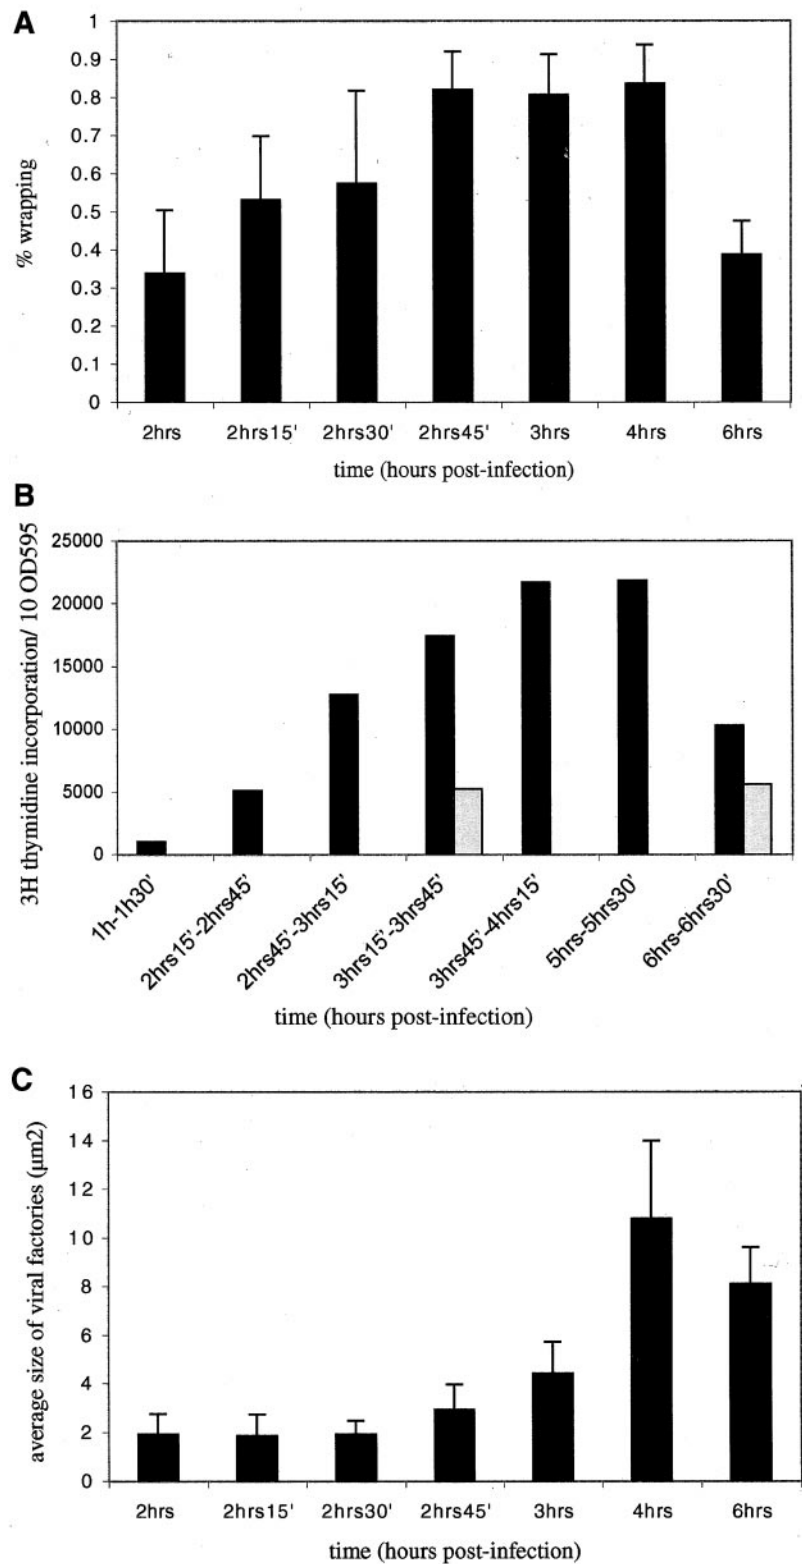 A
% wrapping
1
0.9
0.8
0.7
0.6
0.5
0.4
0.3
0.2
0.1
0
2hrs 2hrs15' 2hrs30' 2hrs45' 3hrs 4hrs 6hrs
time (hours post-infection)
B
3H thymidine incorporation/ 10 OD595
25000
20000
15000
10000
5000
0
1h-1h30' 2hrs15'-2hrs45' 2hrs45'-3hrs15' 3hrs15'-3hrs45' 3hrs45'-4hrs15' 5hrs-5hrs30' 6hrs-6hrs30'
time (hours post-infection)
C
average size of viral factories (µm2)
16
14
12
10
8
6
4
2
0
2hrs 2hrs15' 2hrs30' 2hrs45' 3hrs 4hrs 6hrs
time (hours post-infection)